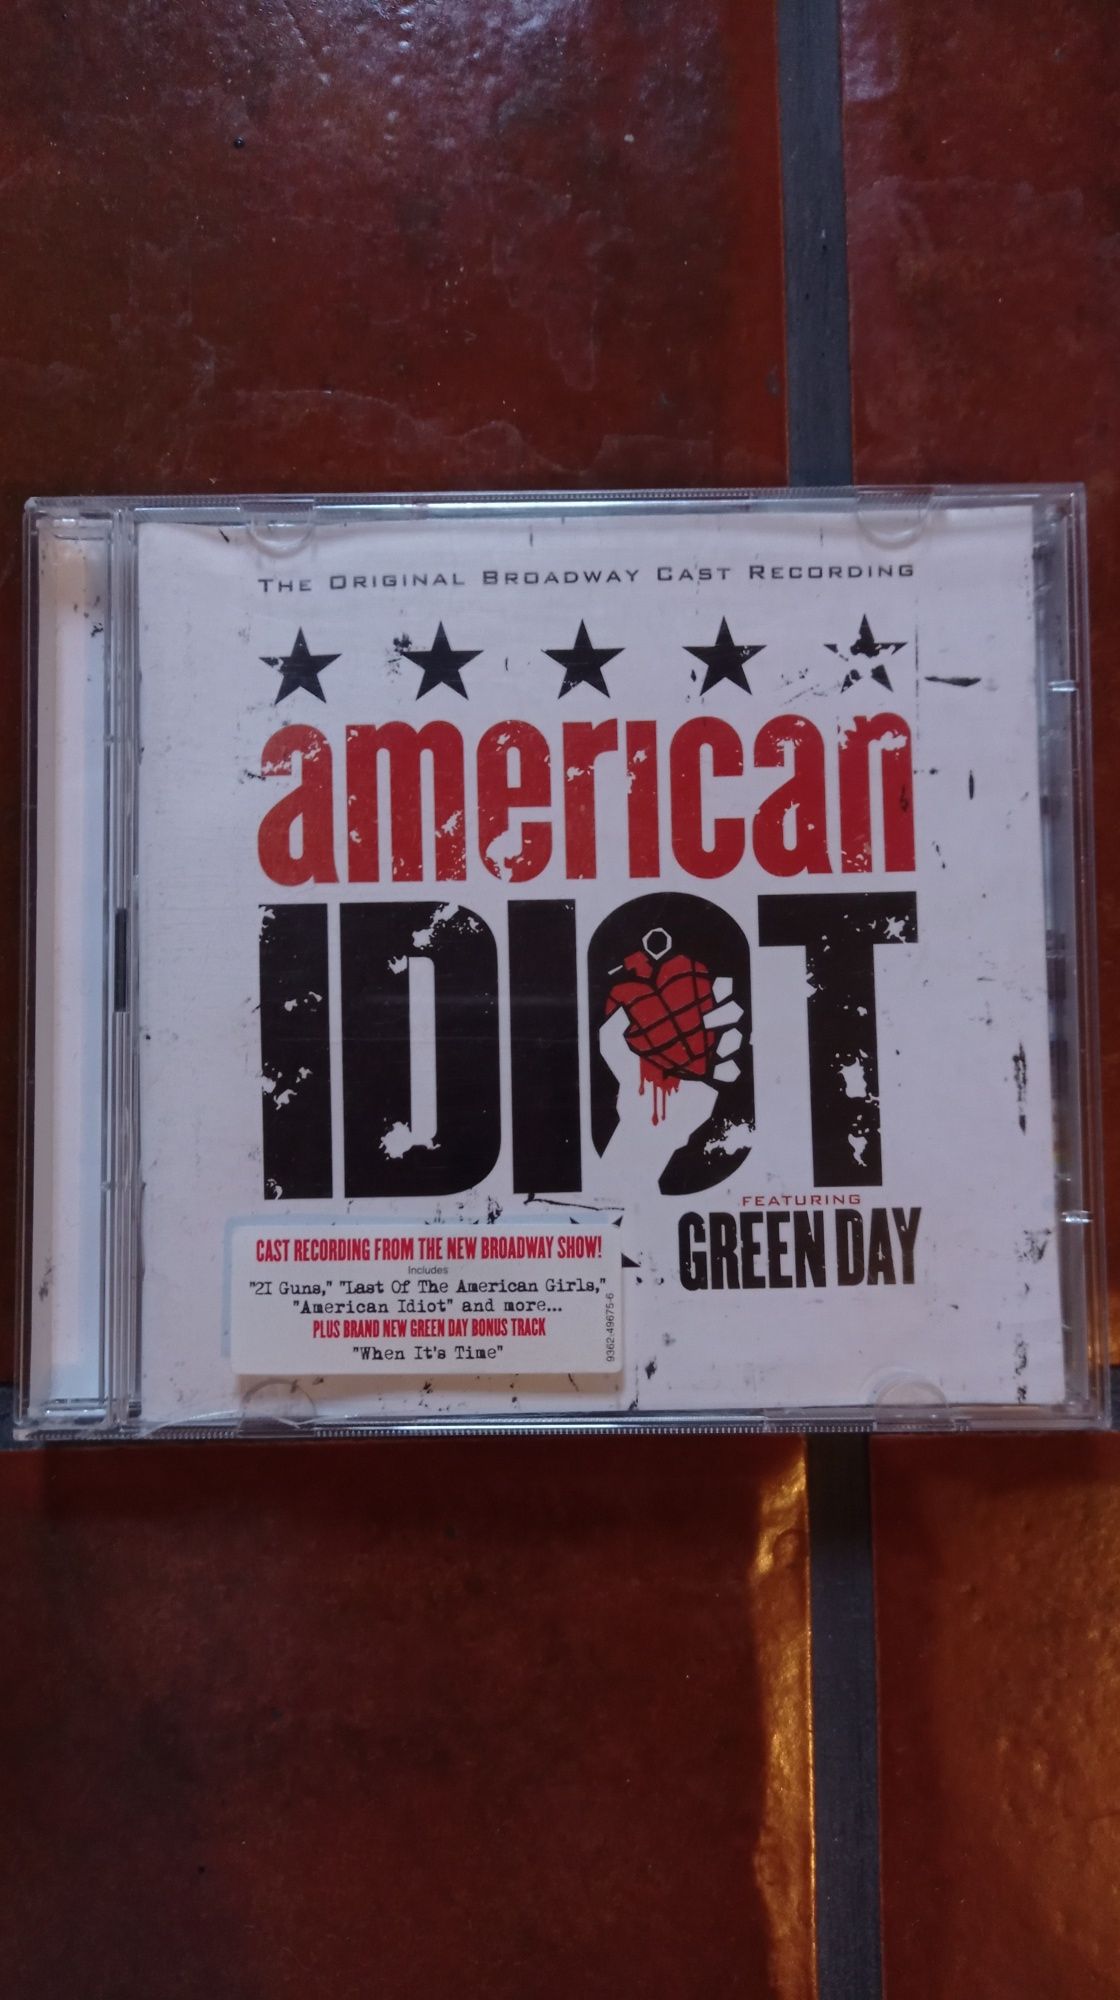 The Original Broadway Cast Recording
american
IDIOT
FEATURING
GREEN DAY
CAST RECORDING FROM THE NEW BROADWAY SHOW!
Includes
"21 Guns," "Last Of The American Girls,"
"American Idiot" and more...
PLUS BRAND NEW GREEN DAY BONUS TRACK
"When It's Time"
9362-49675-6